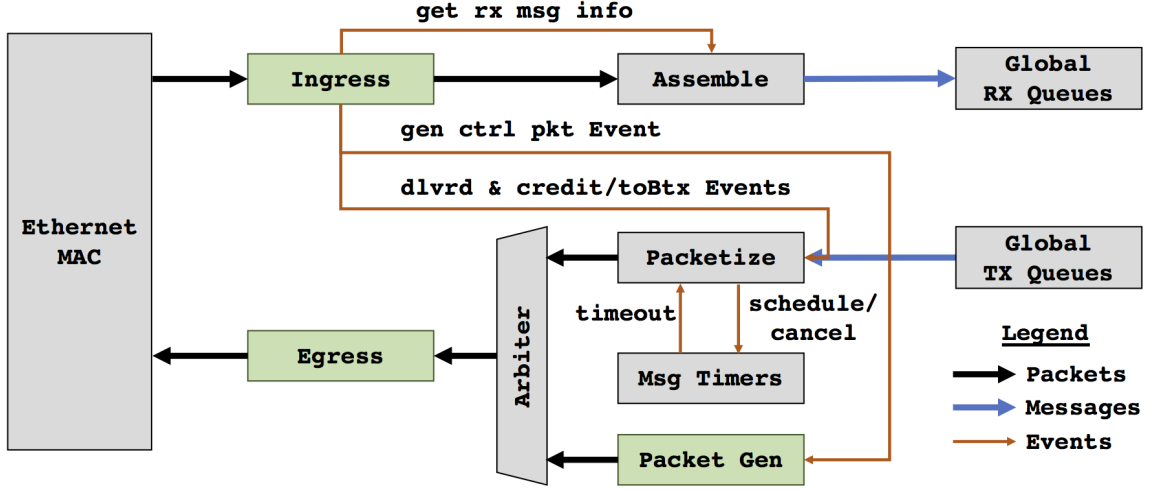 get rx msg info
Ingress
Assemble
Global
RX Queues
gen ctrl pkt Event
dlvrd & credit/toBtx Events
Ethernet
MAC
Packetize
Global
TX Queues
timeout
schedule/
cancel
Arbiter
Egress
Msg Timers
Packet Gen
Legend
Packets
Messages
Events